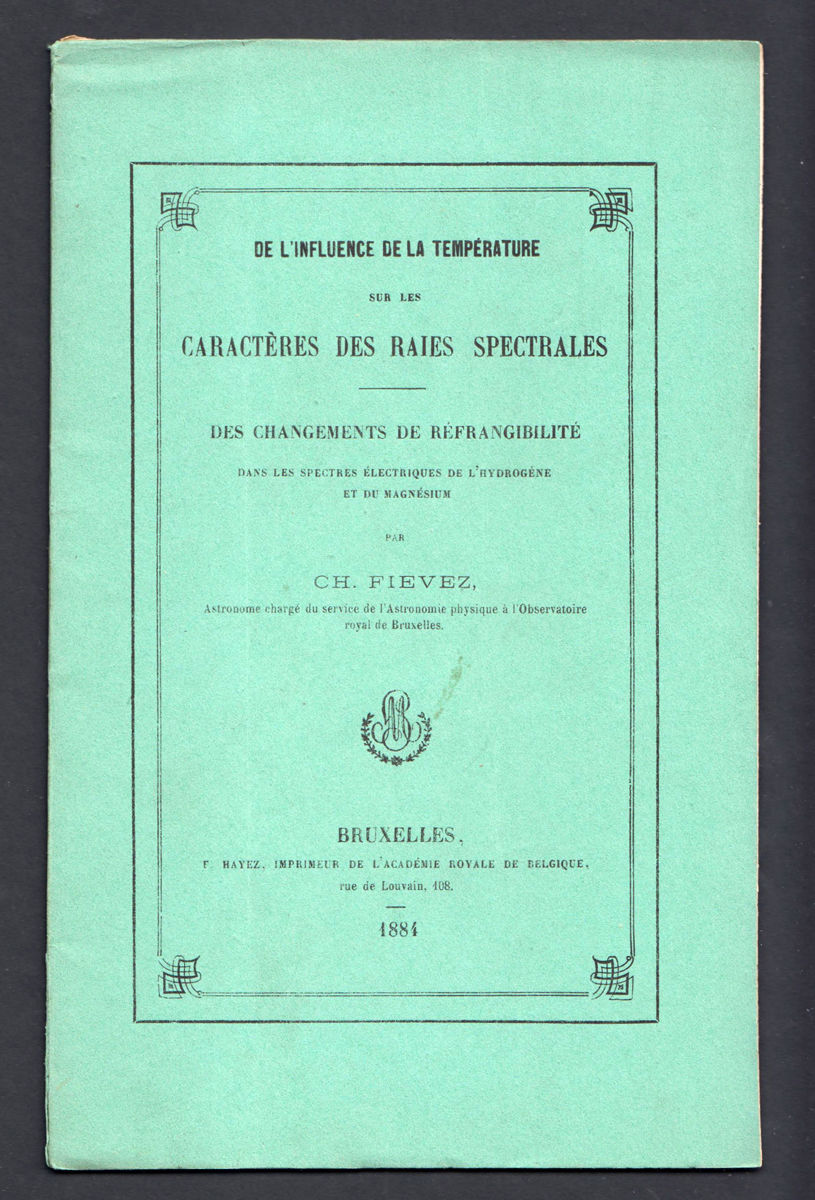 DE L'INFLUENCE DE LA TEMPÉRATURE
SUR LES
CARACTÈRES DES RAIES SPECTRALES
DES CHANGEMENTS DE RÉFRANGIBILITÉ
DANS LES SPECTRES ÉLECTRIQUES DE L'HYDROGÈNE
ET DU MAGNÉSIUM
PAR
CH. FIEVEZ,
Astronome chargé du service de l'Astronomie physique à l'Observatoire
royal de Bruxelles.
BRUXELLES,
F. HAYEZ, IMPRIMEUR DE L'ACADÉMIE ROYALE DE BELGIQUE,
rue de Louvain, 108.
1884